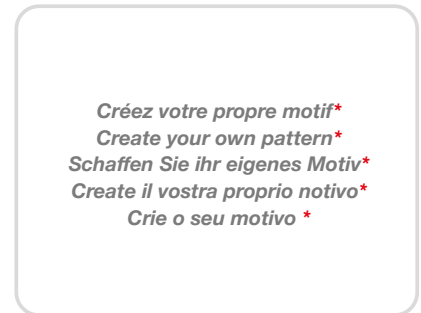 Créez votre propre motif*
Create your own pattern*
Schaffen Sie ihr eigenes Motiv*
Create il vostra proprio notivo*
Crie o seu motivo *